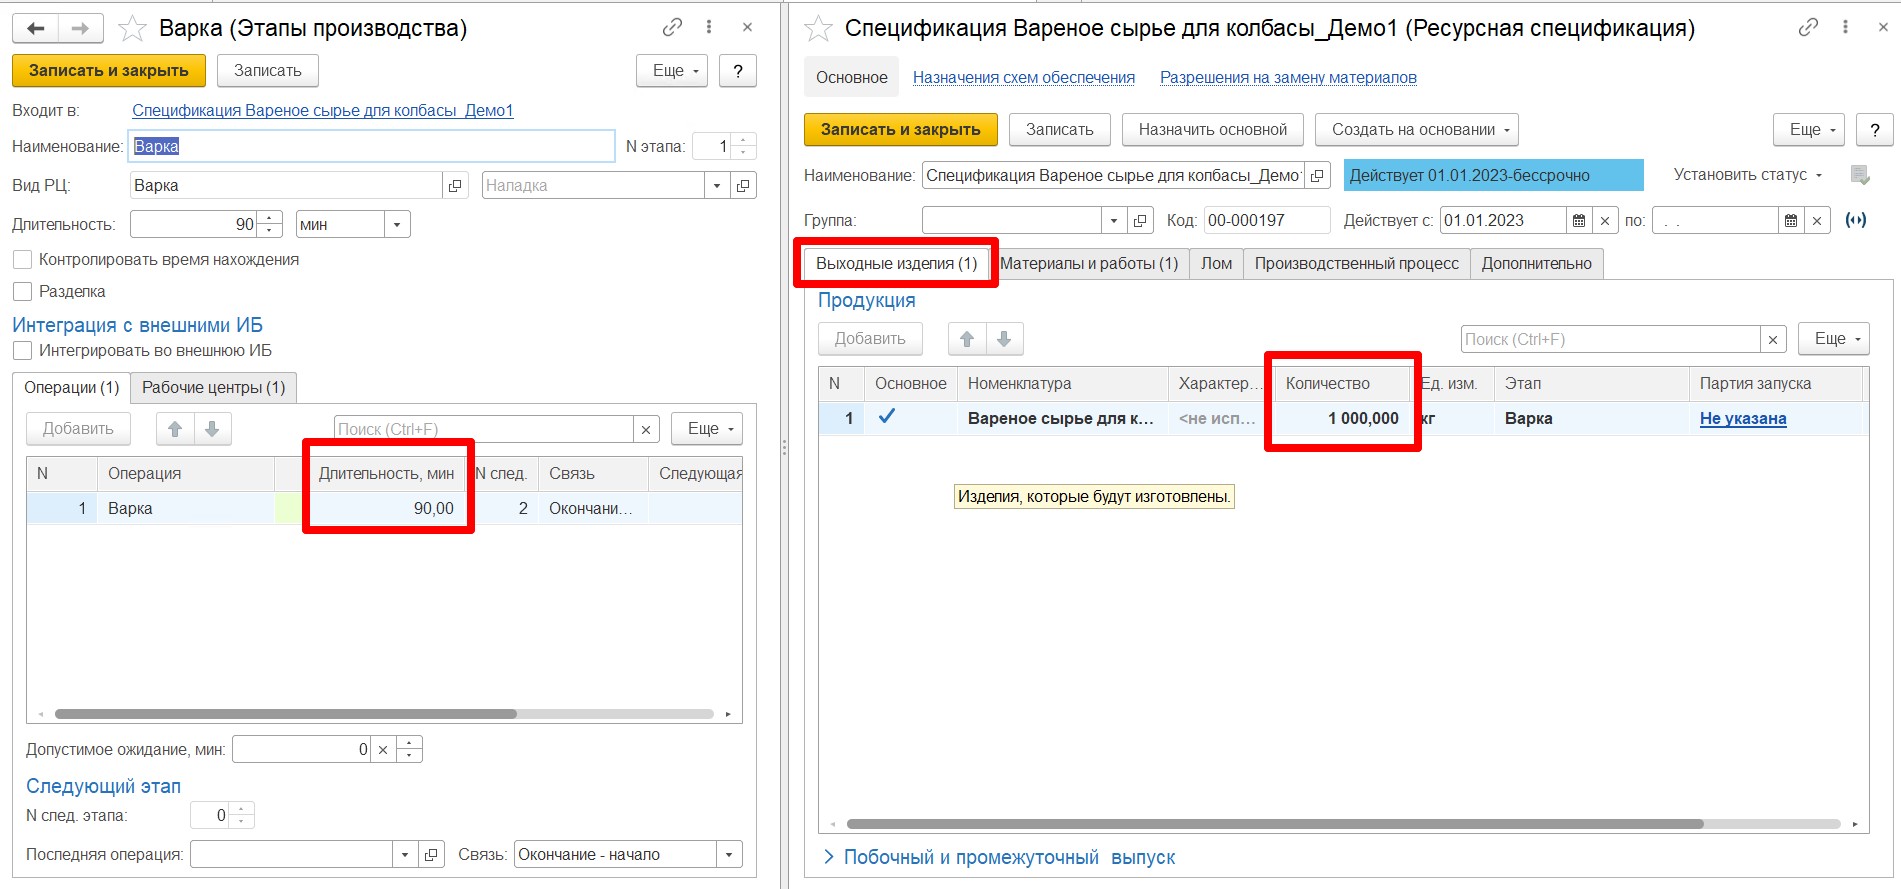 Варка (Этапы производства)
Записать и закрыть
Записать
Еще
?
Входит в:
Спецификация Вареное сырье для колбасы_Демо1
Наименование:
Варка
N этапа:
1
Вид РЦ:
Варка
Наладка
Длительность:
90
мин
Контролировать время нахождения
Разделка
Интеграция с внешними ИБ
Интегрировать во внешнюю ИБ
Операции (1)
Рабочие центры (1)
Добавить
Поиск (Ctrl+F)
Еще
N
Операция
Длительность, мин
N след.
Связь
Следующая
1
Варка
90,00
2
Окончани...
Допустимое ожидание, мин:
0
Следующий этап
N след. этапа:
0
Последняя операция:
Связь:
Окончание - начало
Спецификация Вареное сырье для колбасы_Демо1 (Ресурсная спецификация)
Основное
Назначения схем обеспечения
Разрешения на замену материалов
Записать и закрыть
Записать
Назначить основной
Создать на основании
Еще
?
Наименование:
Спецификация Вареное сырье для колбасы_Демо
Действует 01.01.2023-бессрочно
Установить статус
Группа:
Код:
00-000197
Действует с:
01.01.2023
по:
. .
Выходные изделия (1)
Материалы и работы (1)
Лом
Производственный процесс
Дополнительно
Продукция
Добавить
Поиск (Ctrl+F)
Еще
N
Основное
Номенклатура
Характер...
Количество
Ед. изм.
Этап
Партия запуска
1
Вареное сырье для к...
<не исп...
1 000,000
кг
Варка
Не указана
Изделия, которые будут изготовлены.
Побочный и промежуточный выпуск